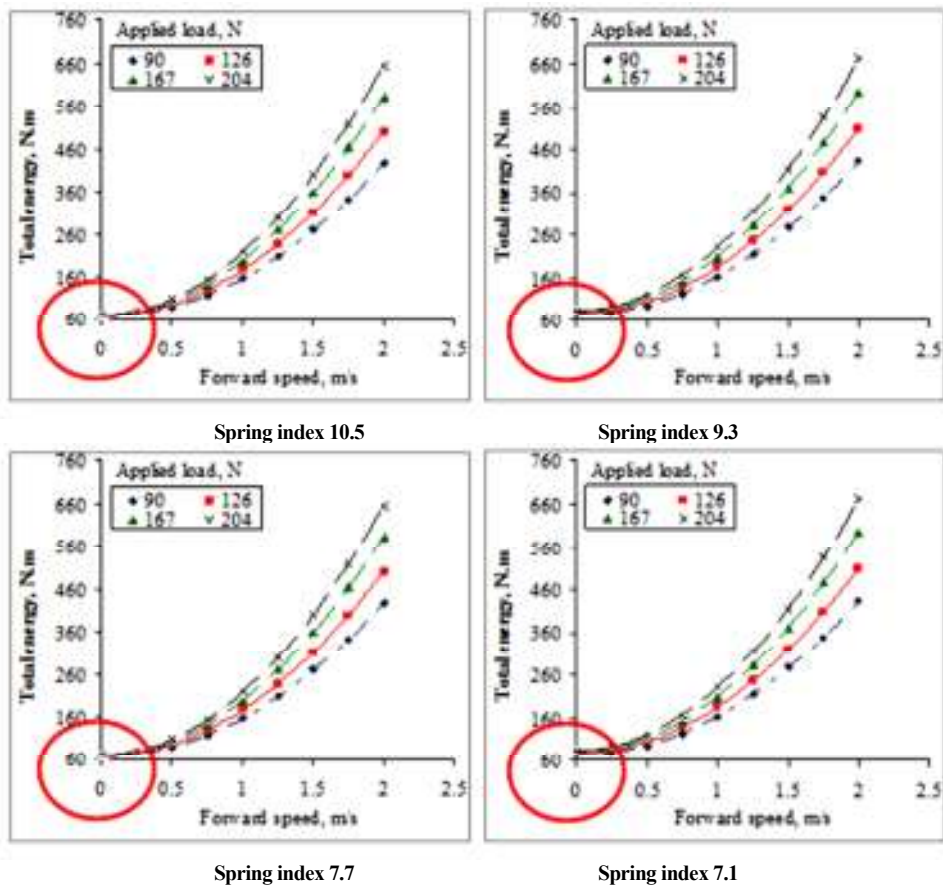 Applied load, N
90 126
167 204
760
660
560
460
360
260
160
60
Total energy, N.m
0 0.5 1 1.5 2 2.5
Forward speed, m/s
Spring index 10.5
Applied load, N
90 126
167 204
760
660
560
460
360
260
160
60
Total energy, N.m
0 0.5 1 1.5 2 2.5
Forward speed, m/s
Spring index 9.3
Applied load, N
90 126
167 204
760
660
560
460
360
260
160
60
Total energy, N.m
0 0.5 1 1.5 2 2.5
Forward speed, m/s
Spring index 7.7
Applied load, N
90 126
167 204
760
660
560
460
360
260
160
60
Total energy, N.m
0 0.5 1 1.5 2 2.5
Forward speed, m/s
Spring index 7.1